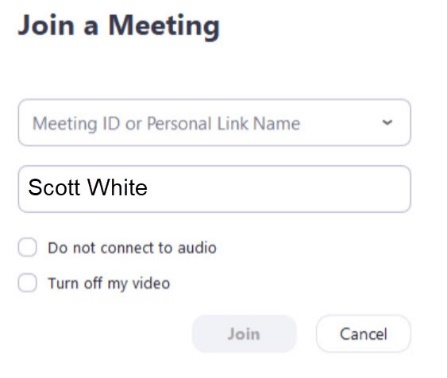 Join a Meeting
Meeting ID or Personal Link Name
Scott White
Do not connect to audio
Turn off my video
Join Cancel